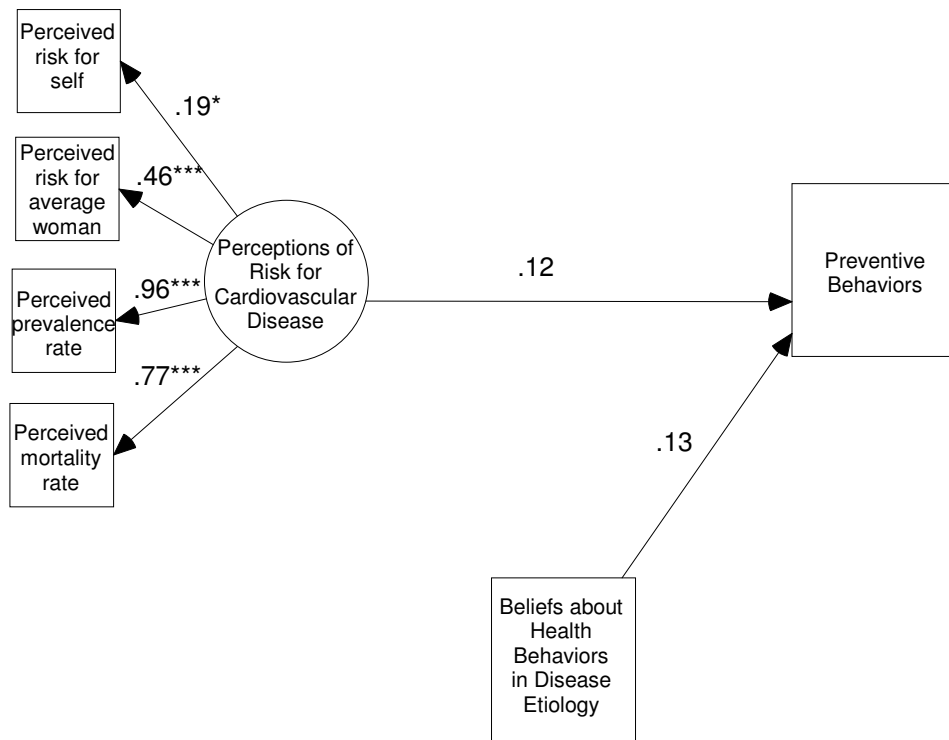 Perceived
risk for
self
.19*
Perceived
risk for
average
woman
.46***
Perceived
prevalence
rate
.96***
Perceived
mortality
rate
.77***
Perceptions of
Risk for
Cardiovascular
Disease
.12
Preventive
Behaviors
.13
Beliefs about
Health
Behaviors
in Disease
Etiology